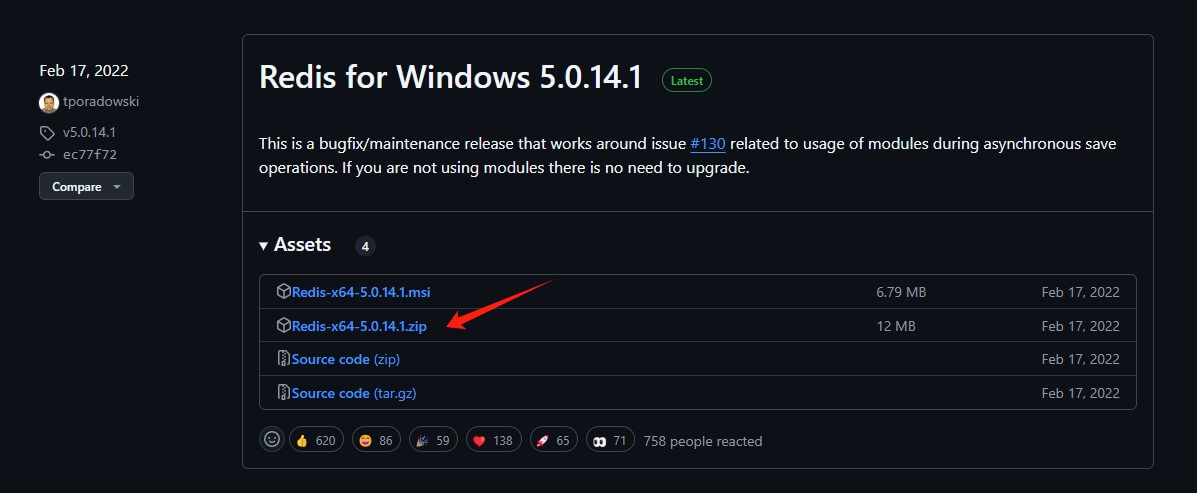 Feb 17, 2022
tporadowski
v5.0.14.1
ec77f72
Compare
Redis for Windows 5.0.14.1 Latest
This is a bugfix/maintenance release that works around issue #130 related to usage of modules during asynchronous save
operations. If you are not using modules there is no need to upgrade.
Assets 4
Redis-x64-5.0.14.1.msi 6.79 MB Feb 17, 2022
Redis-x64-5.0.14.1.zip 12 MB Feb 17, 2022
Source code (zip) Feb 17, 2022
Source code (tar.gz) Feb 17, 2022
620 86 59 138 65 71 758 people reacted